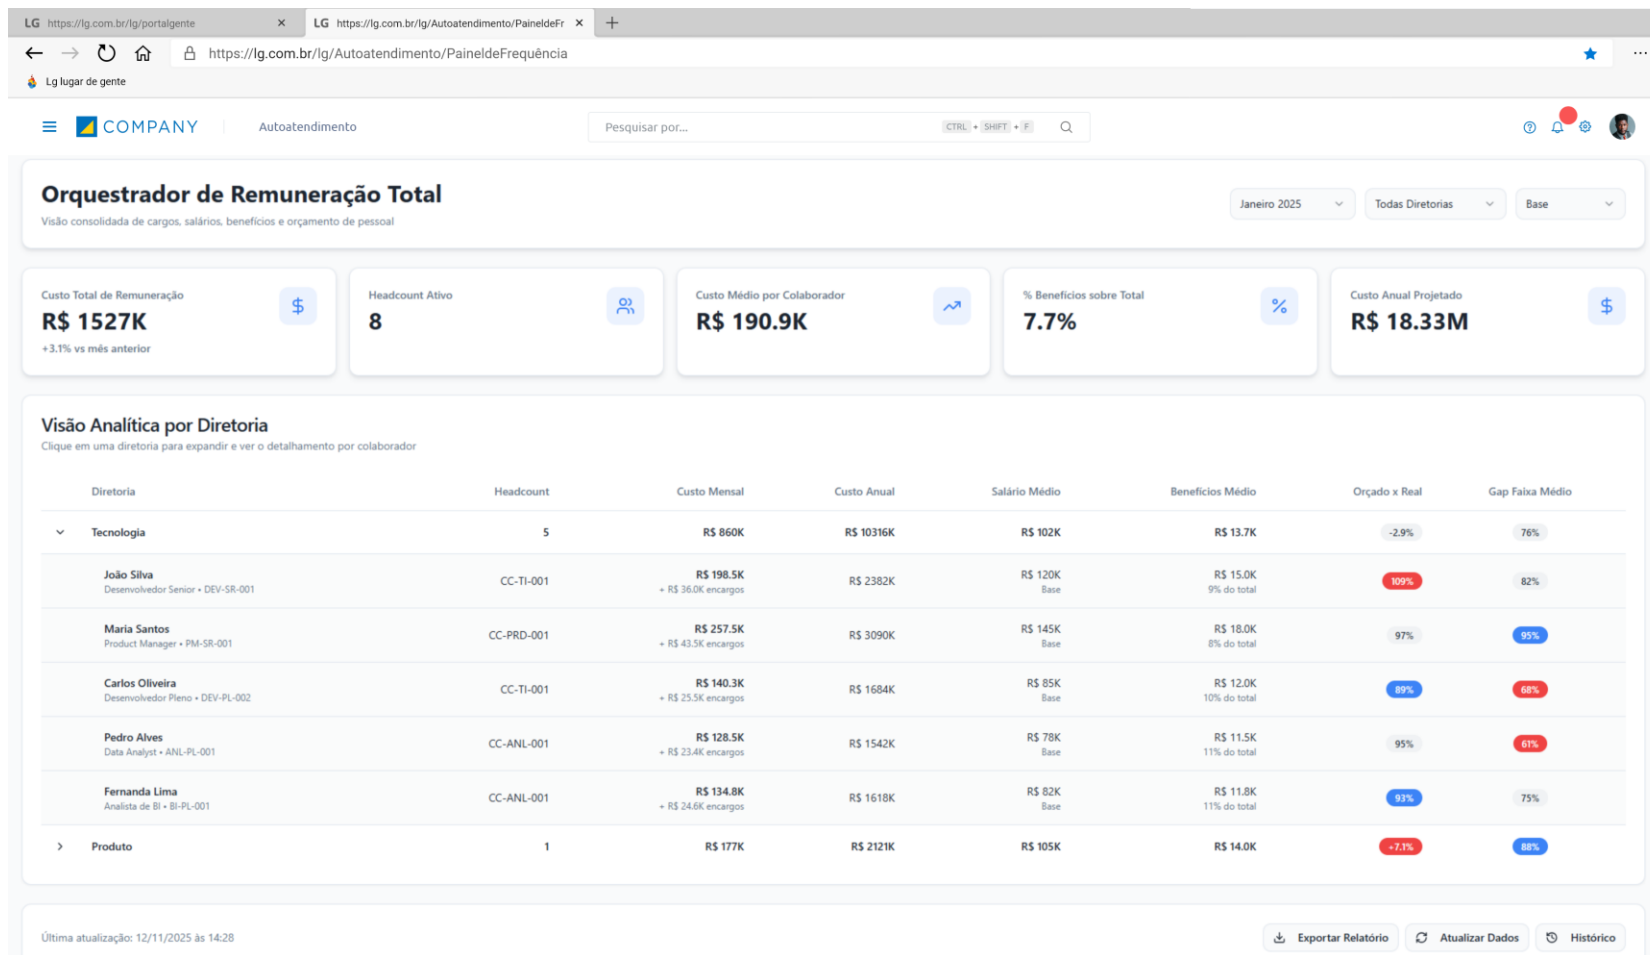 LG https://lg.com.br/lg/portalgente
LG https://lg.com.br/lg/Autoatendimento/PaineldeFr
https://lg.com.br/lg/Autoatendimento/PaineldeFrequência
Lg lugar de gente
COMPANY
Autoatendimento
Pesquisar por...
CTRL + SHIFT + F
Orquestrador de Remuneração Total
Visão consolidada de cargos, salários, benefícios e orçamento de pessoal
Janeiro 2025
Todas Diretorias
Base
Custo Total de Remuneração
R$ 1527K
+3.1% vs mês anterior
Headcount Ativo
8
Custo Médio por Colaborador
R$ 190.9K
% Benefícios sobre Total
7.7%
Custo Anual Projetado
R$ 18.33M
Visão Analítica por Diretoria
Clique em uma diretoria para expandir e ver o detalhamento por colaborador
Diretoria Headcount Custo Mensal Custo Anual Salário Médio Benefícios Médio Orçado x Real Gap Faixa Médio
Tecnologia 5 R$ 860K R$ 10316K R$ 102K R$ 13.7K -2.9% 76%
João Silva CC-TI-001 R$ 198.5K R$ 2382K R$ 120K R$ 15.0K 109% 82%
Desenvolvedor Senior • DEV-SR-001 + R$ 36.0K encargos Base 9% do total
Maria Santos CC-PRD-001 R$ 257.5K R$ 3090K R$ 145K R$ 18.0K 97% 95%
Product Manager • PM-SR-001 + R$ 43.5K encargos Base 8% do total
Carlos Oliveira CC-TI-001 R$ 140.3K R$ 1684K R$ 85K R$ 12.0K 89% 68%
Desenvolvedor Pleno • DEV-PL-002 + R$ 25.5K encargos Base 10% do total
Pedro Alves CC-ANL-001 R$ 128.5K R$ 1542K R$ 78K R$ 11.5K 95% 61%
Data Analyst • ANL-PL-001 + R$ 23.4K encargos Base 11% do total
Fernanda Lima CC-ANL-001 R$ 134.8K R$ 1618K R$ 82K R$ 11.8K 93% 75%
Analista de BI • BI-PL-001 + R$ 24.6K encargos Base 11% do total
Produto 1 R$ 177K R$ 2121K R$ 105K R$ 14.0K +7.1% 88%
Última atualização: 12/11/2025 às 14:28
Exportar Relatório
Atualizar Dados
Histórico